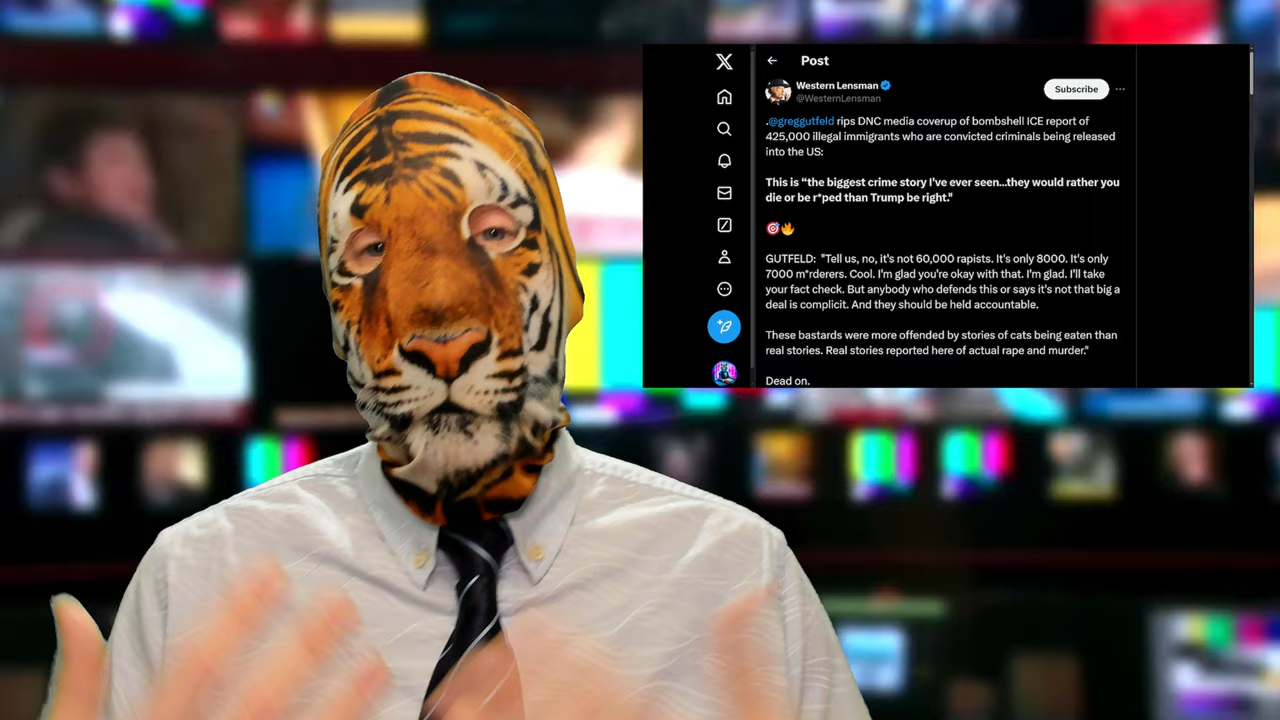 Post
Western Lensman
@WesternLensman
Subscribe
.@greggutfeld rips DNC media coverup of bombshell ICE report of
425,000 illegal immigrants who are convicted criminals being released
into the US:
This is “the biggest crime story I've ever seen...they would rather you
die or be r*ped than Trump be right."
GUTFELD: "Tell us, no, it's not 60,000 rapists. It's only 8000. It's only
7000 m*rderers. Cool. I'm glad you're okay with that. I'm glad. I'll take
your fact check. But anybody who defends this or says it's not that big a
deal is complicit. And they should be held accountable.
These bastards were more offended by stories of cats being eaten than
real stories. Real stories reported here of actual rape and murder."
Dead on.